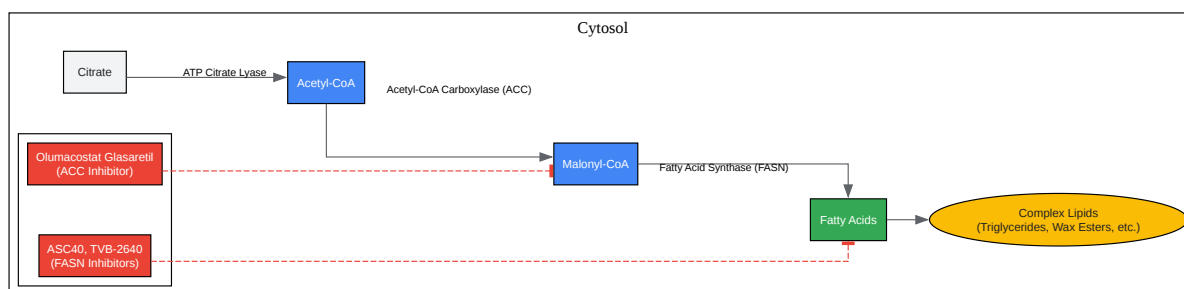 Cytosol
Citrate
ATP Citrate Lyase
Acetyl-CoA
Acetyl-CoA Carboxylase (ACC)
Olumacostat Glasaretil
(ACC Inhibitor)
Malonyl-CoA
Fatty Acid Synthase (FASN)
Fatty Acids
Complex Lipids
(Triglycerides, Wax Esters, etc.)
ASC40, TVB-2640
(FASN Inhibitors)